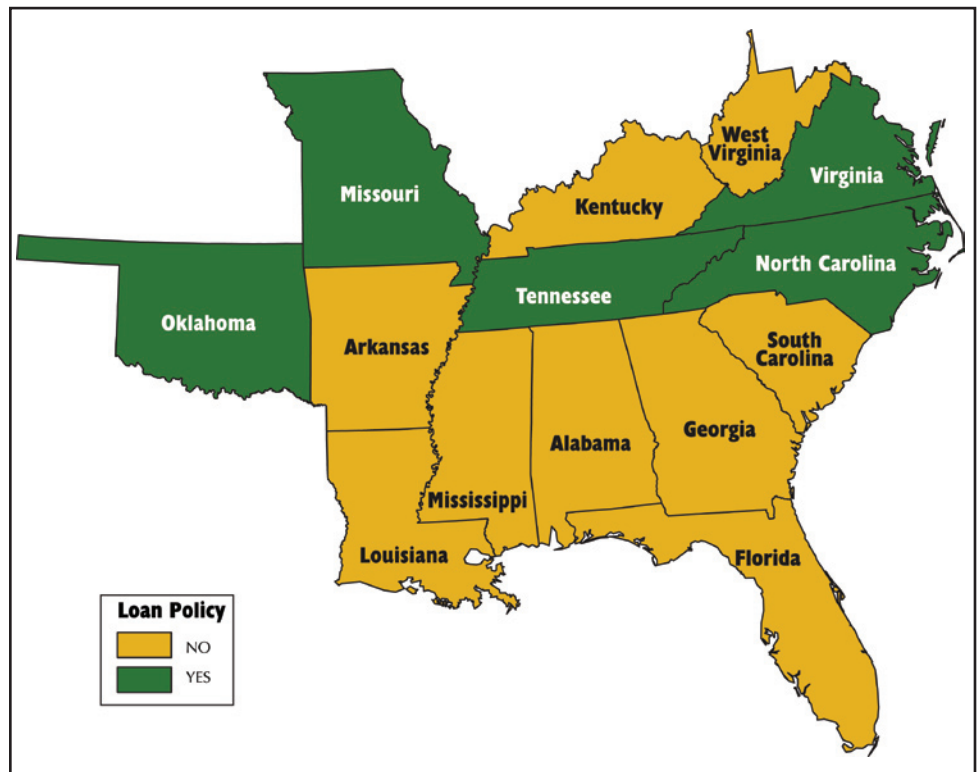 West
Virginia
Virginia
Missouri
Kentucky
North Carolina
Tennessee
Oklahoma
Arkansas
South
Carolina
Georgia
Alabama
Mississippi
Louisiana
Florida
Loan Policy
NO
YES